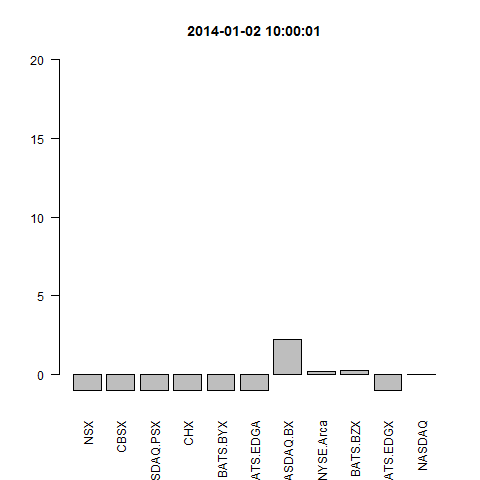 2014-01-02 10:00:01
20
15
10
5
0
NSX
CBSX
SDAQ.PSX
CHX
BATS.BYX
ATS.EDGA
ASDAQ.BX
NYSE.Arca
BATS.BZX
ATS.EDGX
NASDAQ